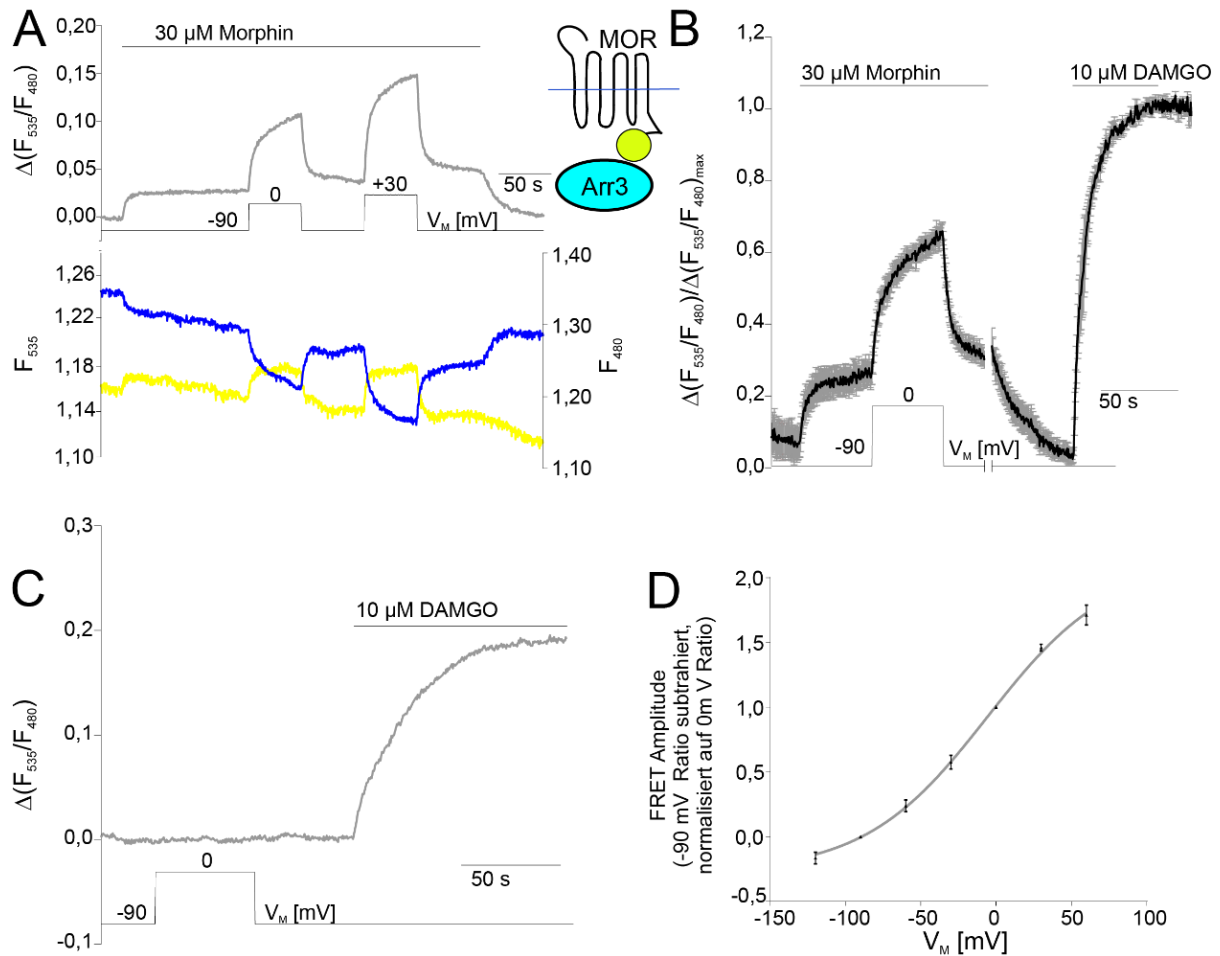 A
0,20
0,15
0,10
0,05
0,00
Δ(F535/F480)
30 µM Morphin
0
+30
-90
VM [mV]
50 s
MOR
Arr3
1,26
1,22
1,18
1,14
1,10
F535
1,40
1,30
1,20
1,10
F480
B
1,2
1,0
0,8
0,6
0,4
0,2
0,0
Δ(F535/F480)/Δ(F535/F480)max
30 µM Morphin
10 µM DAMGO
0
-90
VM [mV]
50 s
C
0,3
0,2
0,1
0,0
-0,1
Δ(F535/F480)
10 µM DAMGO
0
-90
VM [mV]
50 s
D
2,0
1,5
1,0
0,5
0,0
-0,5
FRET Amplitude
(-90 mV Ratio subtrahiert,
normalisiert auf 0m V Ratio)
-150
-100
-50
0
50
100
VM [mV]